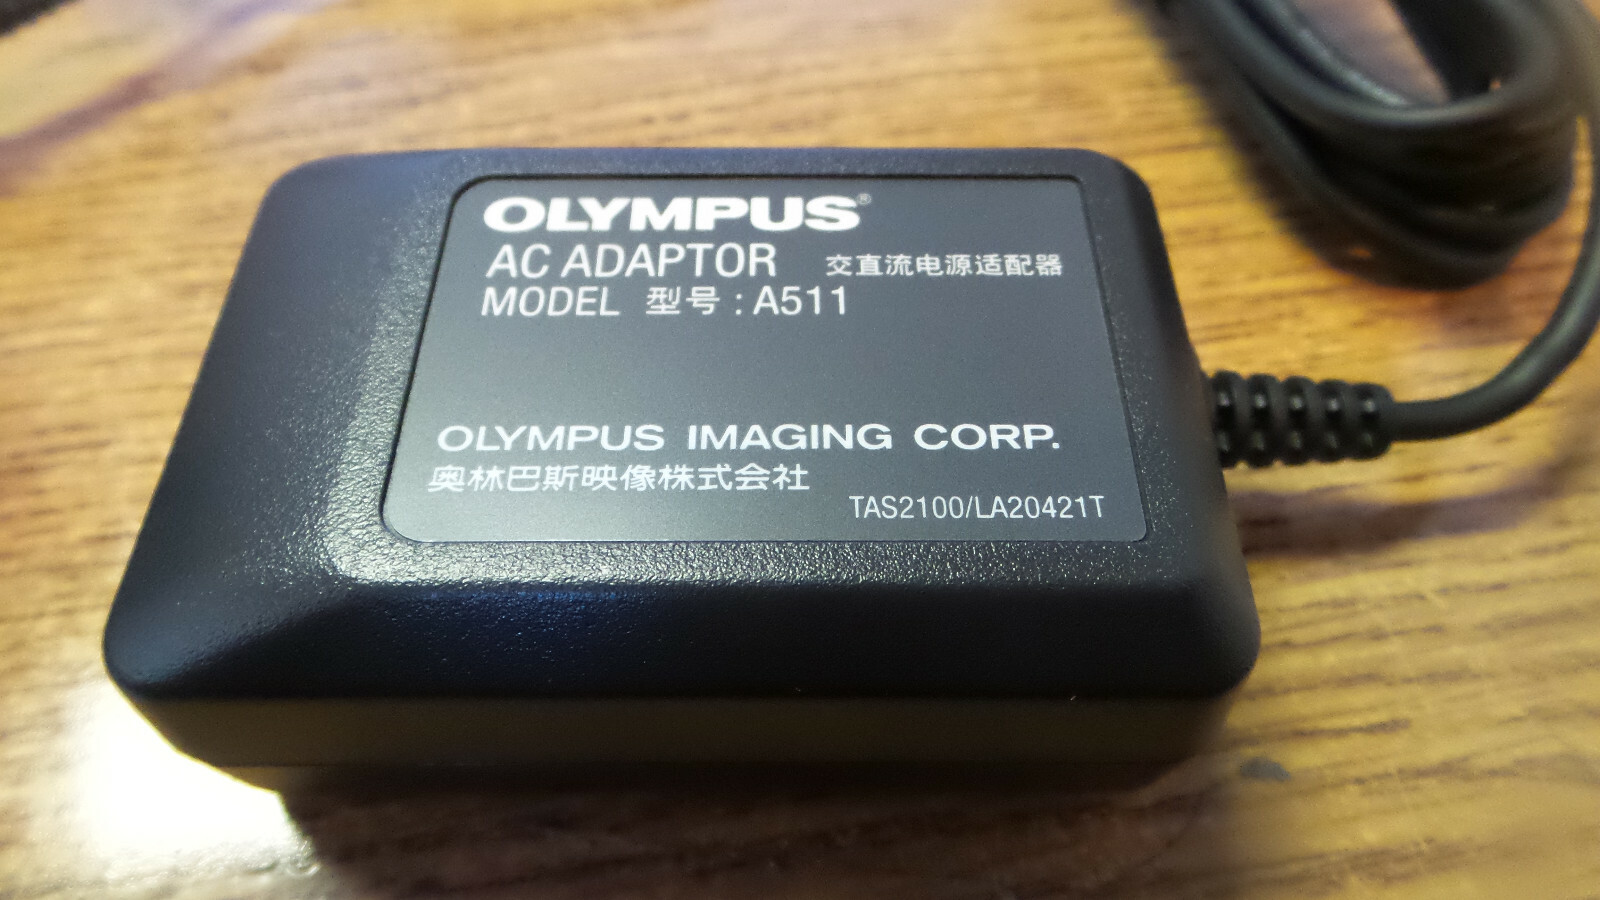 OLYMPUS®
AC ADAPTOR 交直流电源适配器
MODEL 型号 : A511
OLYMPUS IMAGING CORP.
奥林巴斯映像株式会社
TAS2100/LA20421T